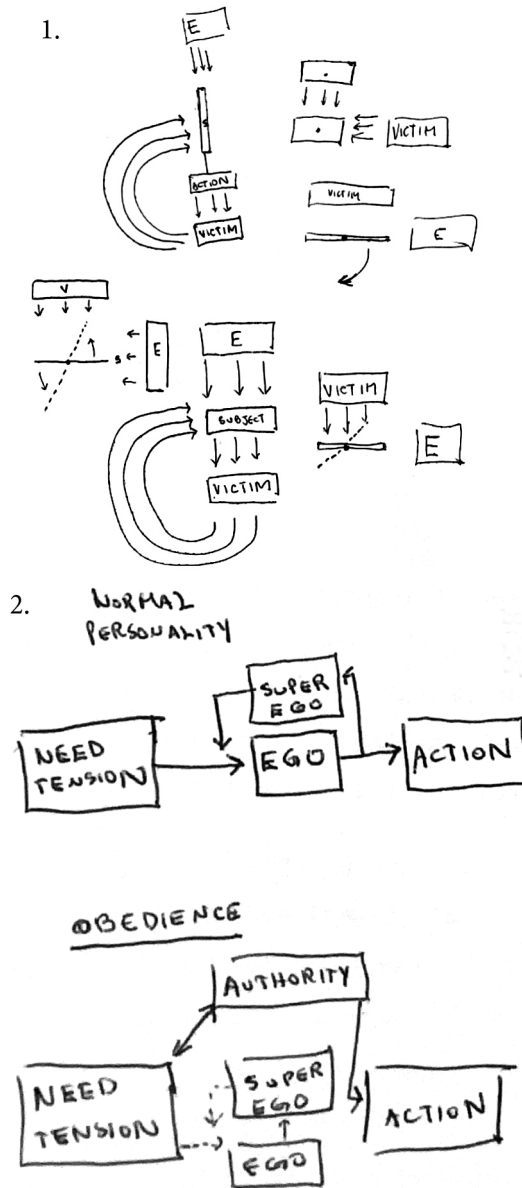 1.
E
S
ACTION
VICTIM
VICTIM
VICTIM
E
V
S
E
E
SUBJECT
VICTIM
VICTIM
E
2.
NORMAL
PERSONALITY
SUPER
EGO
NEED
TENSION
EGO
ACTION
OBEDIENCE
AUTHORITY
NEED
TENSION
SUPER
EGO
EGO
ACTION